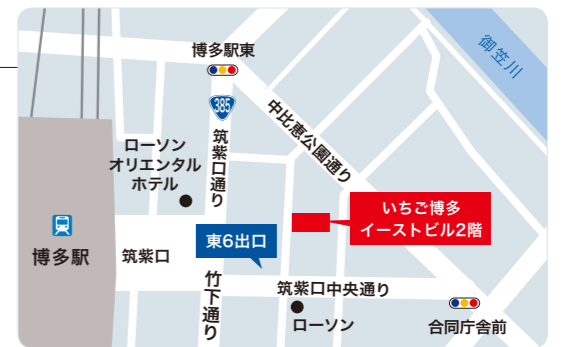 博多駅東
御笠川
385
中比恵公園通り
ローソン
オリエンタル
ホテル
筑紫口通り
いちご博多
イーストビル2階
東6出口
博多駅
筑紫口
竹下通り
筑紫口中央通り
ローソン
合同庁舎前